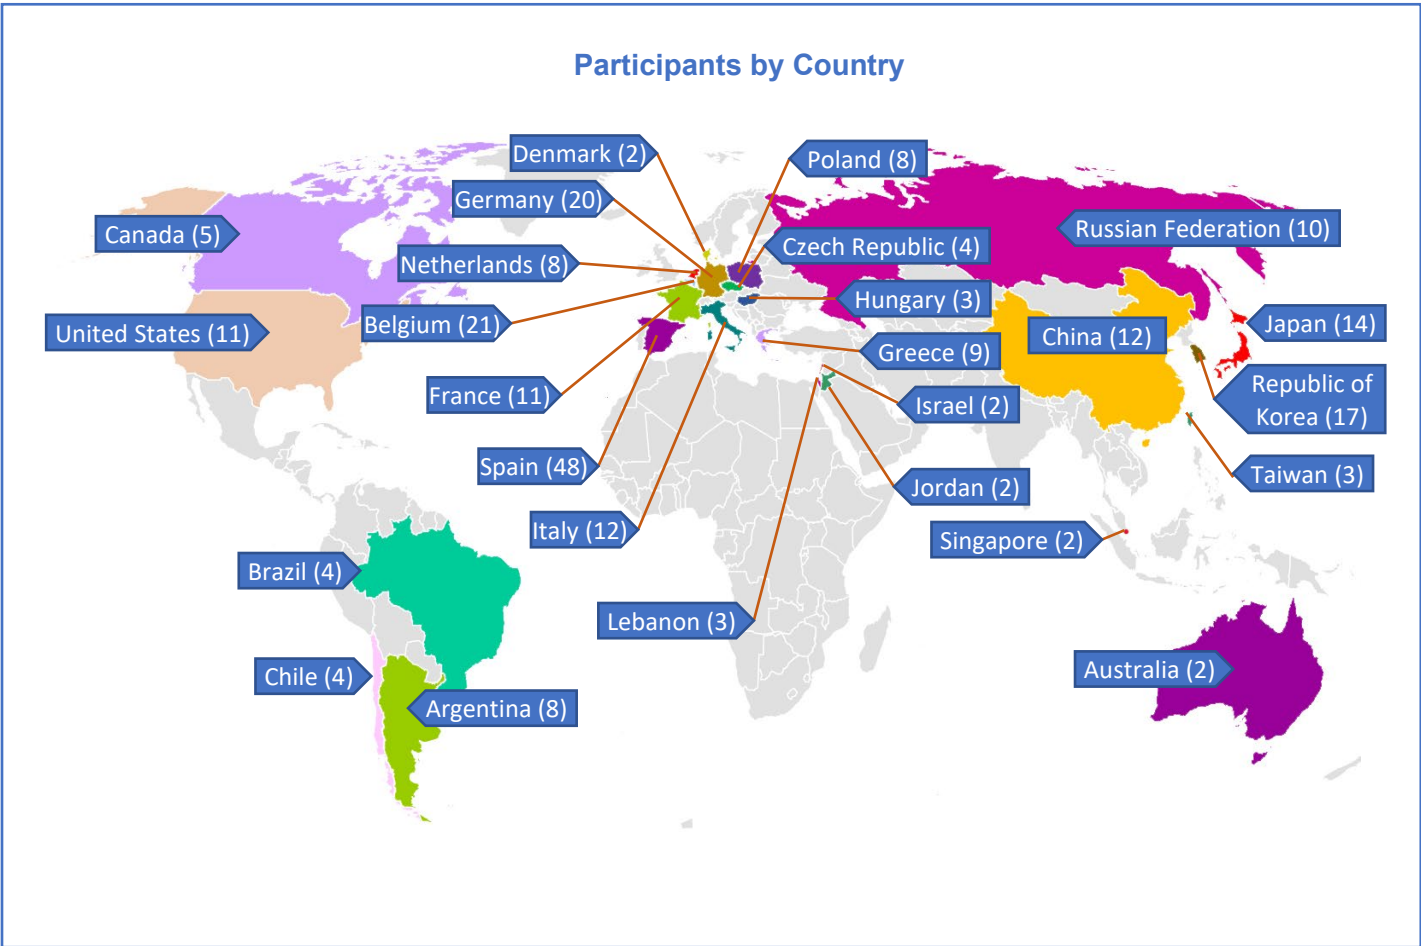 Participants by Country
Denmark (2)
Poland (8)
Germany (20)
Canada (5)
Russian Federation (10)
Czech Republic (4)
Netherlands (8)
Hungary (3)
United States (11)
Belgium (21)
China (12)
Japan (14)
Greece (9)
France (11)
Israel (2)
Republic of
Korea (17)
Spain (48)
Jordan (2)
Taiwan (3)
Italy (12)
Singapore (2)
Brazil (4)
Lebanon (3)
Chile (4)
Australia (2)
Argentina (8)